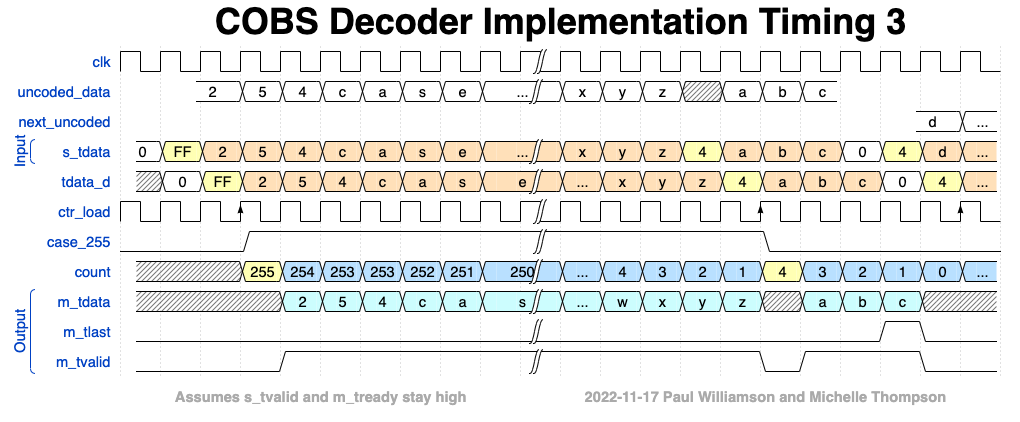 COBS Decoder Implementation Timing 3
clk
uncoded_data 2 5 4 c a s e ... x y z a b c
next_uncoded d ...
Input
s_tdata 0 FF 2 5 4 c a s e ... x y z 4 a b c 0 4 d ...
tdata_d 0 FF 2 5 4 c a s e ... x y z 4 a b c 0 4 ...
ctr_load
case_255
count 255 254 253 253 252 251 250 ... 4 3 2 1 4 3 2 1 0 ...
Output
m_tdata 2 5 4 c a s ... w x y z a b c
m_tlast
m_tvalid
Assumes s_tvalid and m_tready stay high 2022-11-17 Paul Williamson and Michelle Thompson